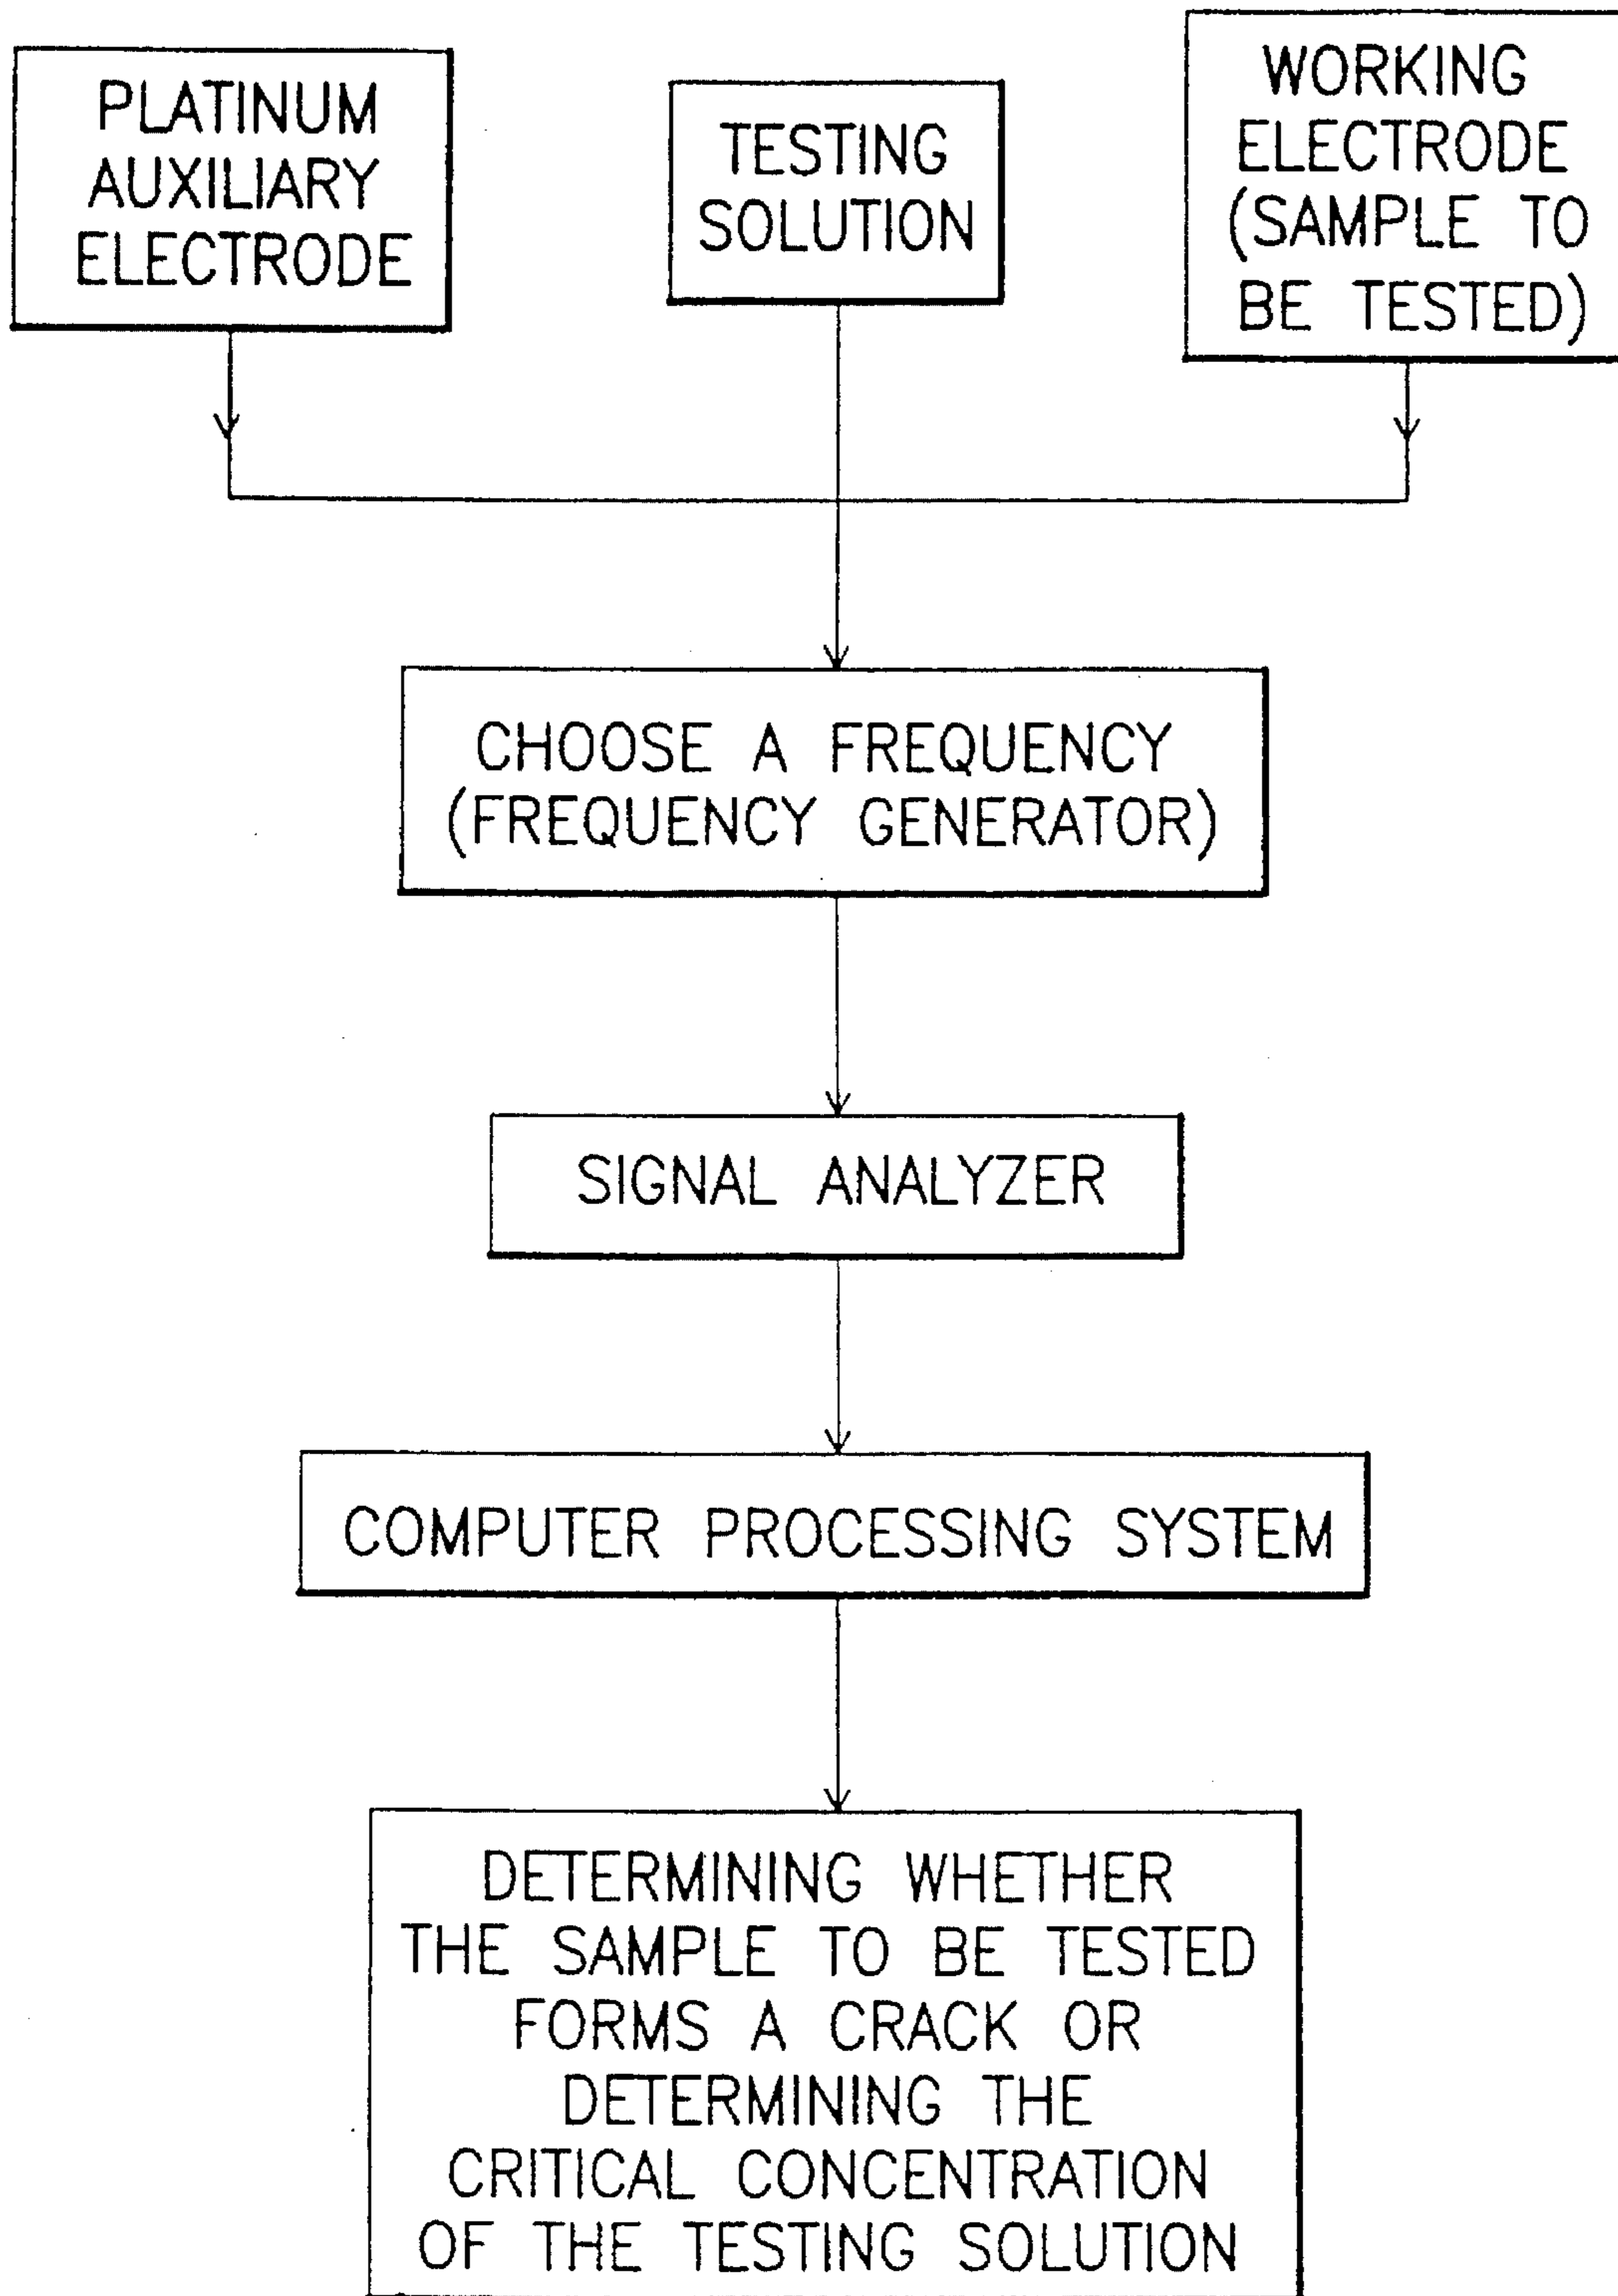 PLATINUM
AUXILIARY
ELECTRODE
TESTING
SOLUTION
WORKING
ELECTRODE
(SAMPLE TO
BE TESTED)
CHOOSE A FREQUENCY
(FREQUENCY GENERATOR)
SIGNAL ANALYZER
COMPUTER PROCESSING SYSTEM
DETERMINING WHETHER
THE SAMPLE TO BE TESTED
FORMS A CRACK OR
DETERMINING THE
CRITICAL CONCENTRATION
OF THE TESTING SOLUTION